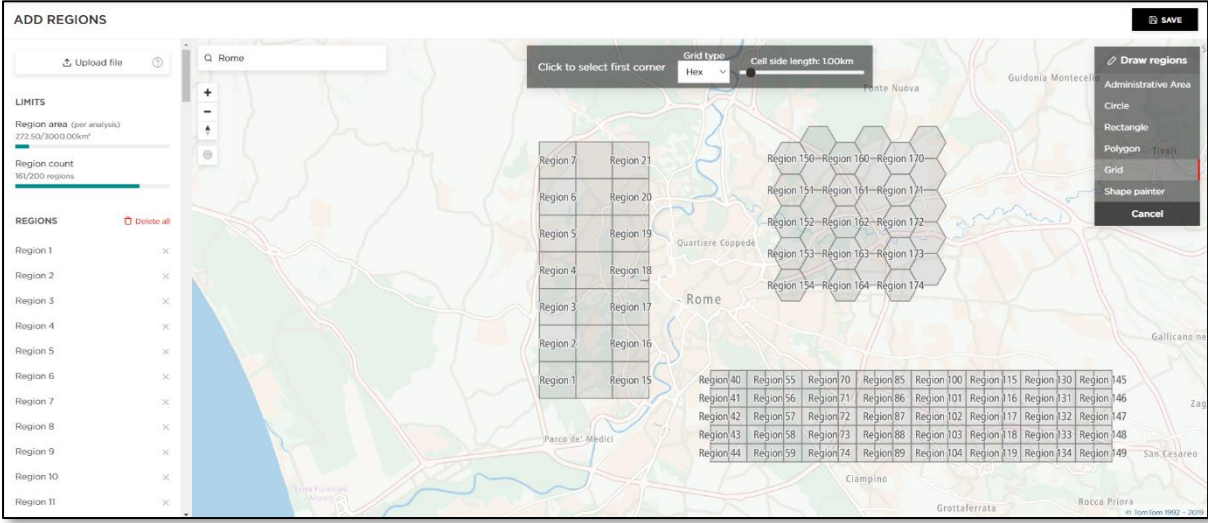 ADD REGIONS
SAVE
Upload file
?
LIMITS
Region area (per analysis)
272.50/3000.00km²
Region count
161/200 regions
REGIONS
Delete all
Region 1
Region 2
Region 3
Region 4
Region 5
Region 6
Region 7
Region 8
Region 9
Region 10
Region 11
Rome
Click to select first corner
Grid type
Hex
Cell side length: 1.00km
Draw regions
Administrative Area
Circle
Rectangle
Polygon
Grid
Shape painter
Cancel
Guidonia Montecelio
Fonte Nuova
Tivoli
Region 7 Region 21
Region 6 Region 20
Region 5 Region 19
Region 4 Region 18
Region 3 Region 17
Region 2 Region 16
Region 1 Region 15
Region 150 Region 160 Region 170
Region 151 Region 161 Region 171
Region 152 Region 162 Region 172
Region 153 Region 163 Region 173
Region 154 Region 164 Region 174
Quartiere Coppedè
Rome
Gallicano ne
Region 40 Region 55 Region 70 Region 85 Region 100 Region 115 Region 130 Region 145
Region 41 Region 56 Region 71 Region 86 Region 101 Region 116 Region 131 Region 146
Region 42 Region 57 Region 72 Region 87 Region 102 Region 117 Region 132 Region 147
Region 43 Region 58 Region 73 Region 88 Region 103 Region 118 Region 133 Region 148
Region 44 Region 59 Region 74 Region 89 Region 104 Region 119 Region 134 Region 149
Zag
Parco de' Medici
San Cesareo
Ciampino
Rocca Priora
Grottaferrata
© TomTom 1992 - 2019